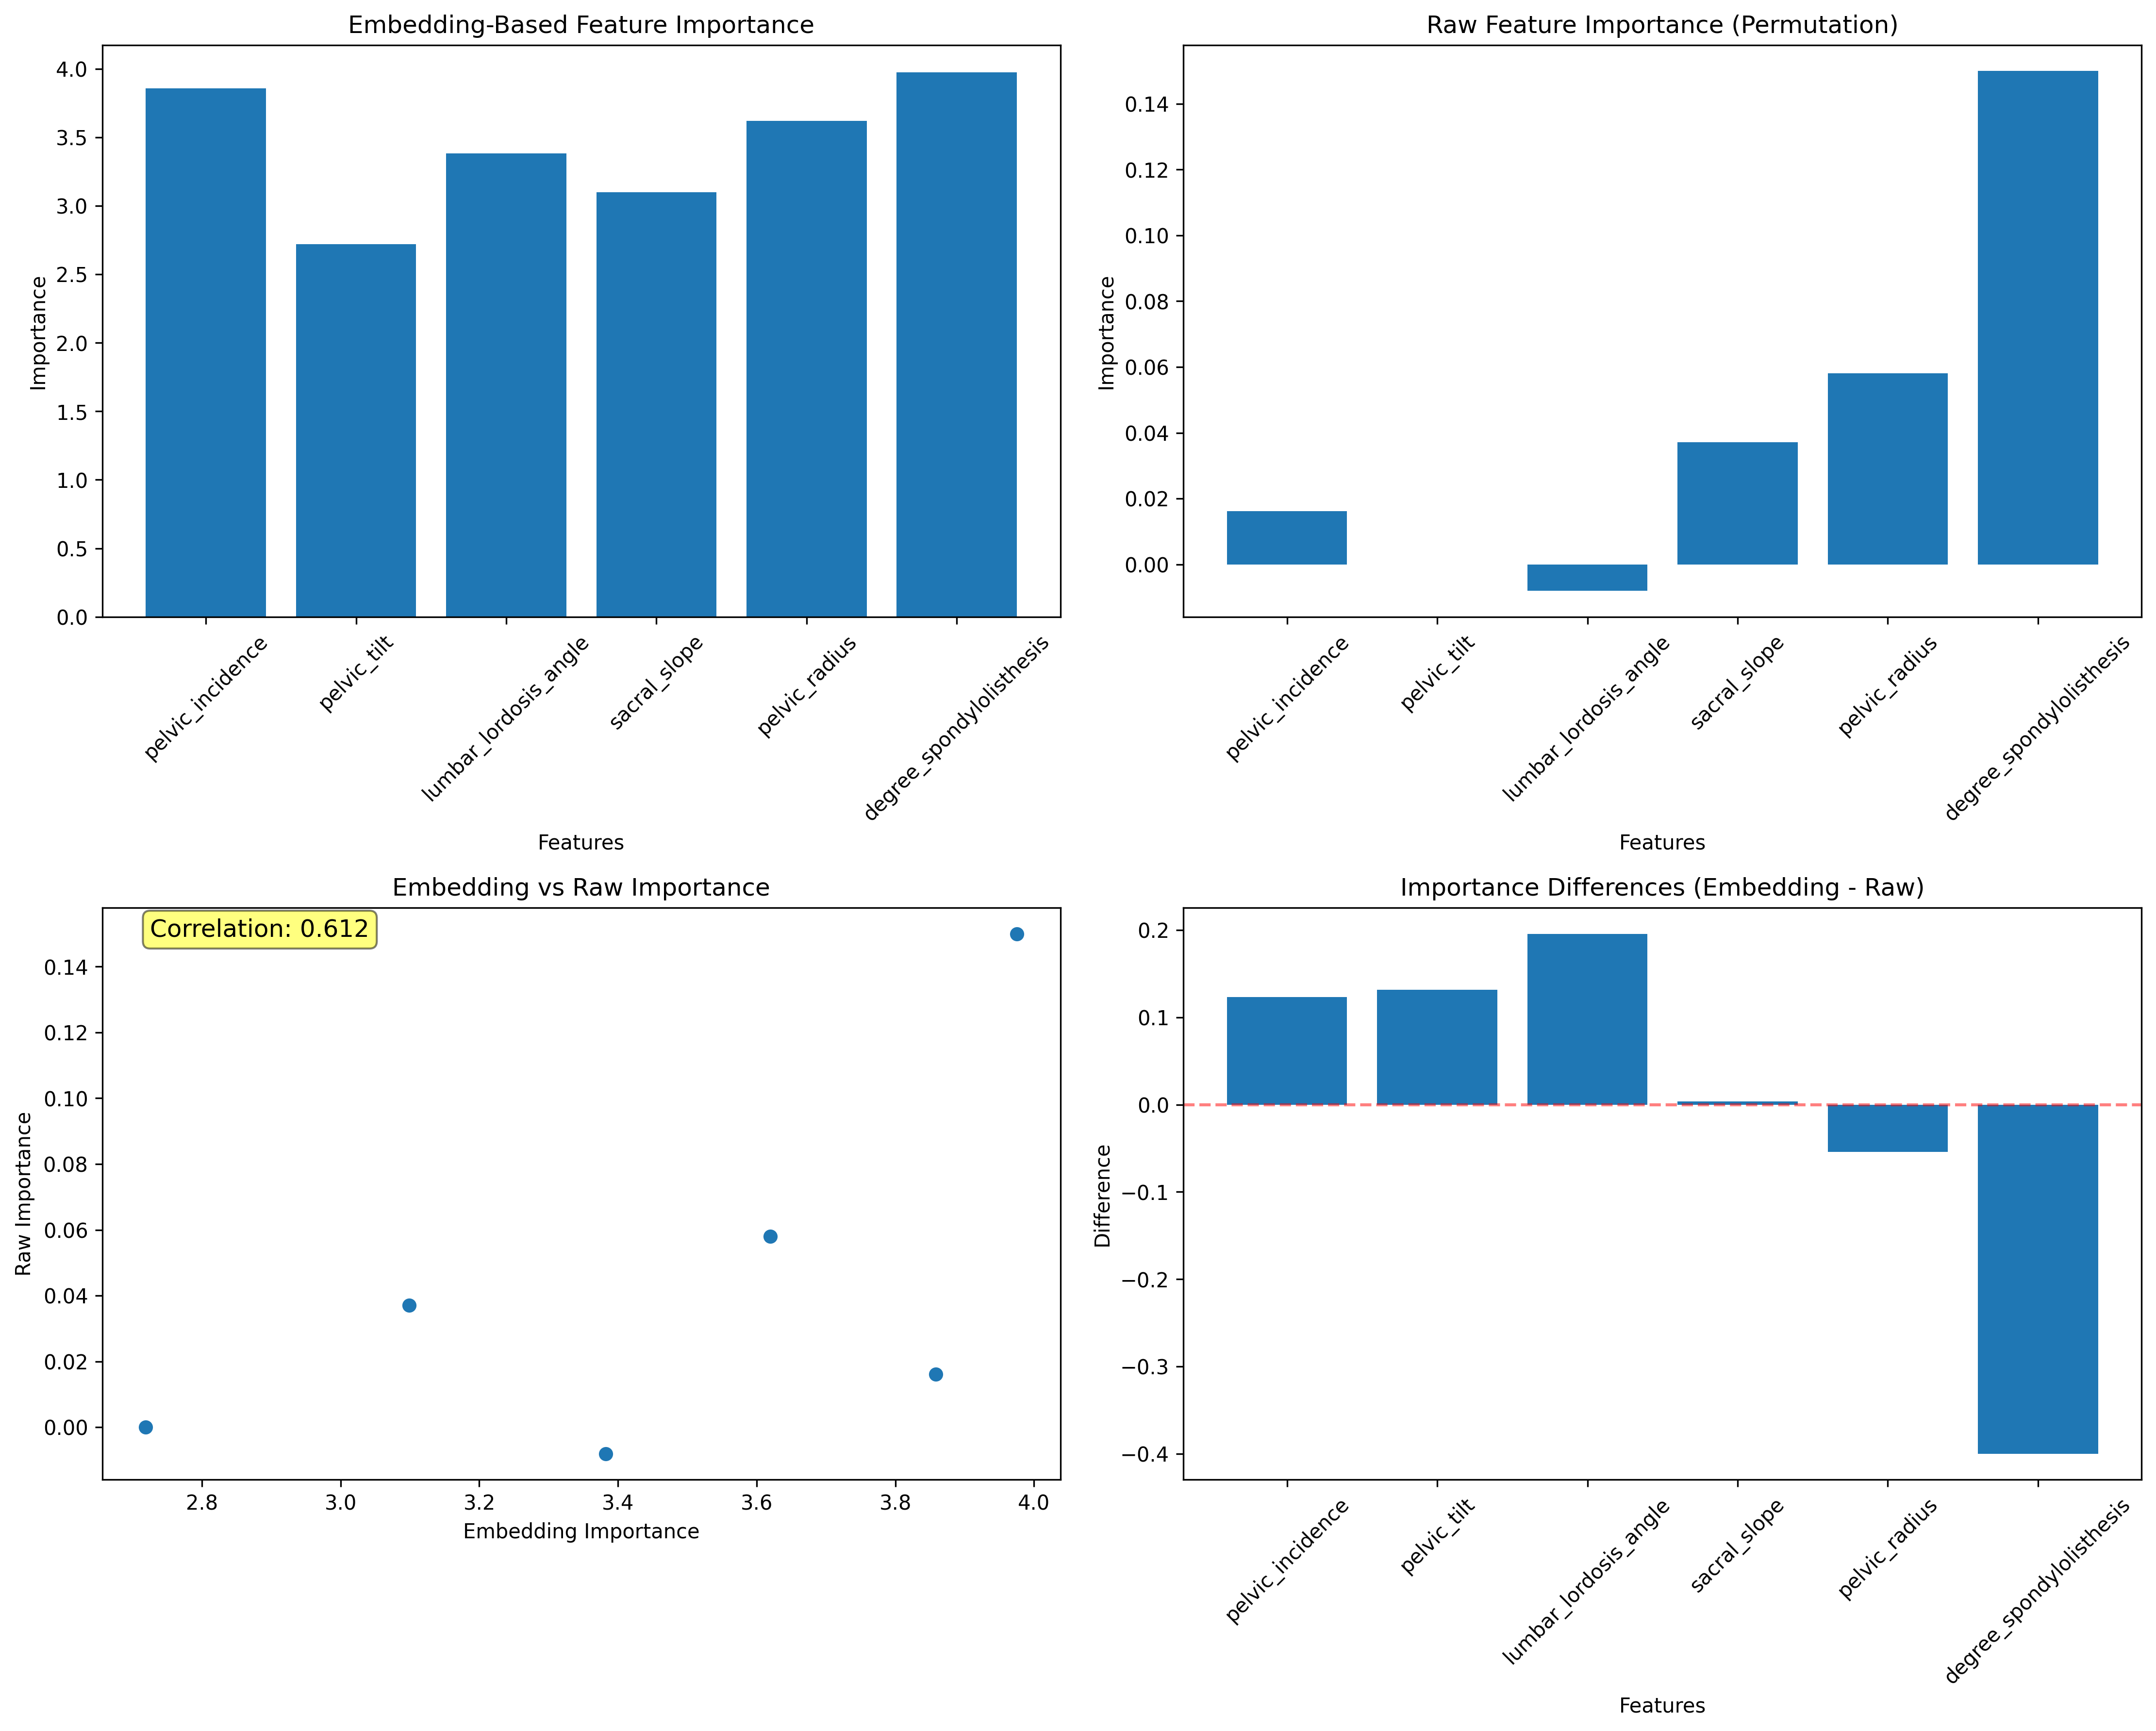 Embedding-Based Feature Importance
Importance
4.0
3.5
3.0
2.5
2.0
1.5
1.0
0.5
0.0
pelvic_incidence
pelvic_tilt
lumbar_lordosis_angle
sacral_slope
pelvic_radius
degree_spondylolisthesis
Features
Raw Feature Importance (Permutation)
Importance
0.14
0.12
0.10
0.08
0.06
0.04
0.02
0.00
pelvic_incidence
pelvic_tilt
lumbar_lordosis_angle
sacral_slope
pelvic_radius
degree_spondylolisthesis
Features
Embedding vs Raw Importance
Correlation: 0.612
Raw Importance
0.14
0.12
0.10
0.08
0.06
0.04
0.02
0.00
2.8
3.0
3.2
3.4
3.6
3.8
4.0
Embedding Importance
Importance Differences (Embedding - Raw)
Difference
0.2
0.1
0.0
−0.1
−0.2
−0.3
−0.4
pelvic_incidence
pelvic_tilt
lumbar_lordosis_angle
sacral_slope
pelvic_radius
degree_spondylolisthesis
Features